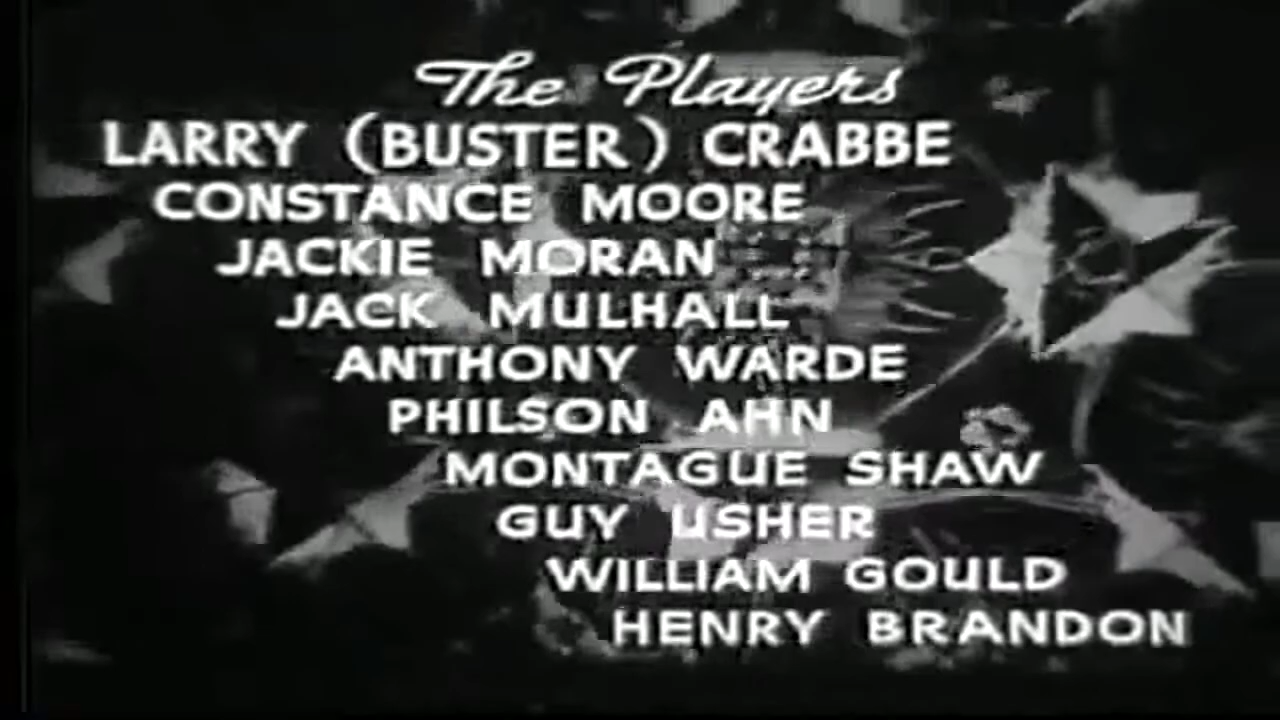 The Players
LARRY (BUSTER) CRABBE
CONSTANCE MOORE
JACKIE MORAN
JACK MULHALL
ANTHONY WARDE
PHILSON AHN
MONTAGUE SHAW
GUY USHER
WILLIAM GOULD
HENRY BRANDON